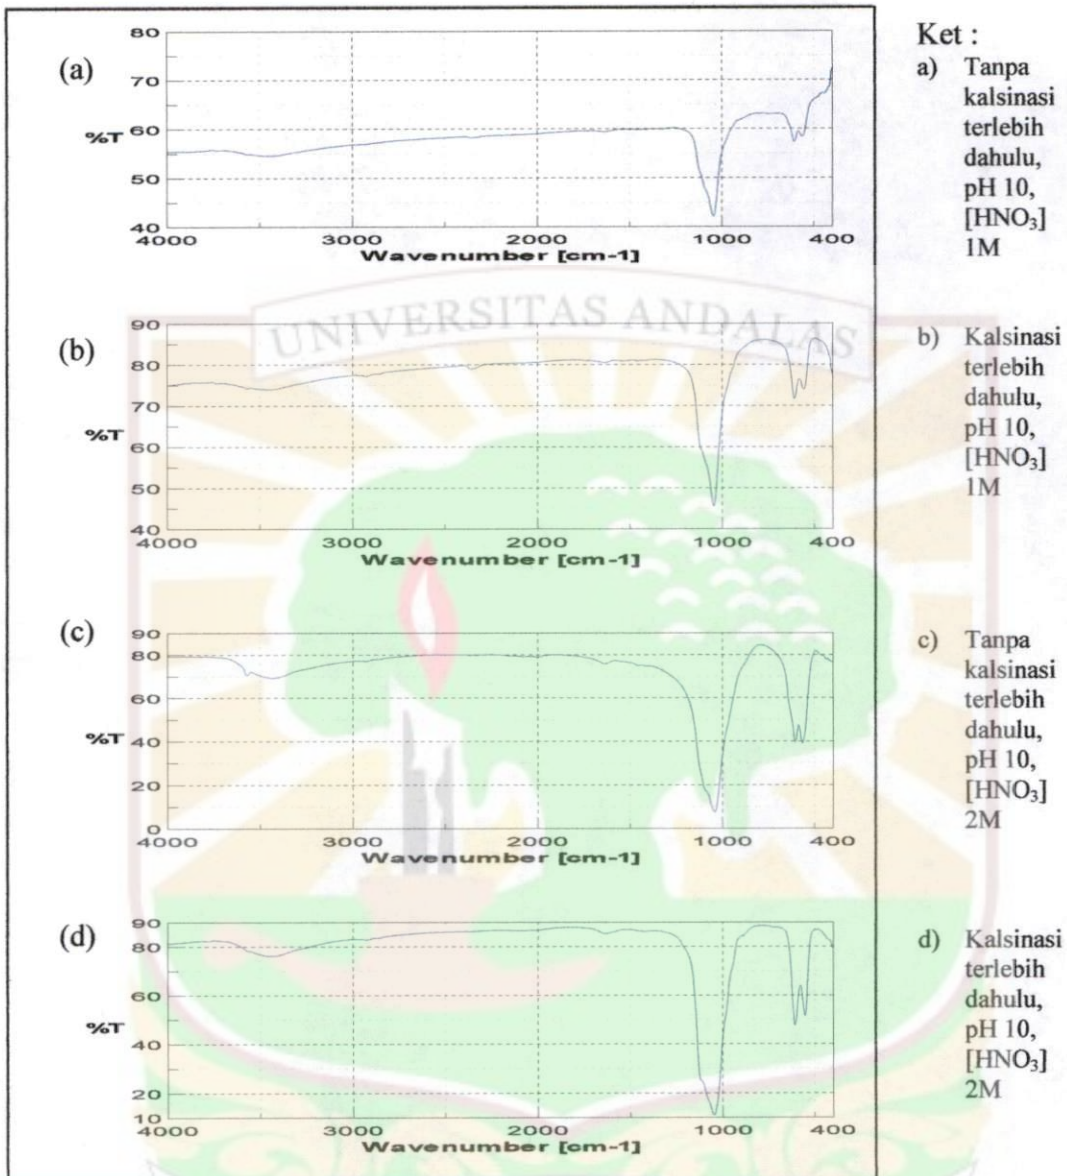 Ket :
(a)
80
70
%T 60
50
40
4000 3000 2000 1000 400
Wavenumber [cm-1]
a) Tanpa
kalsinasi
terlebih
dahulu,
pH 10,
[HNO₃]
1M
UNIVERSITAS ANDALAS
(b)
90
80
70
%T
60
50
40
4000 3000 2000 1000 400
Wavenumber [cm-1]
b) Kalsinasi
terlebih
dahulu,
pH 10,
[HNO₃]
1M
(c)
90
80
60
%T 40
20
0
4000 3000 2000 1000 400
Wavenumber [cm-1]
c) Tanpa
kalsinasi
terlebih
dahulu,
pH 10,
[HNO₃]
2M
(d)
90
80
60
%T
40
20
10
4000 3000 2000 1000 400
Wavenumber [cm-1]
d) Kalsinasi
terlebih
dahulu,
pH 10,
[HNO₃]
2M